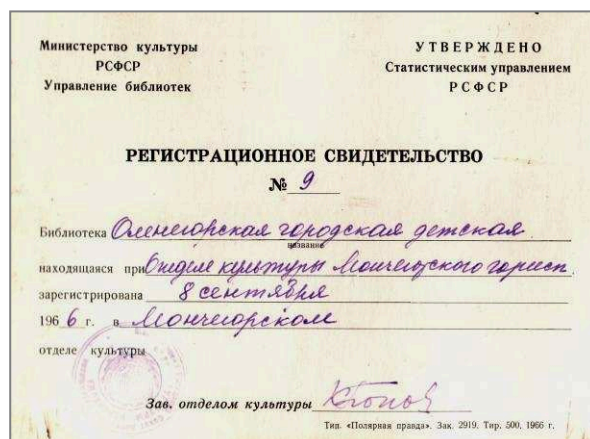 Министерство культуры
РСФСР
Управление библиотек
УТВЕРЖДЕНО
Статистическим управлением
РСФСР
РЕГИСТРАЦИОННОЕ СВИДЕТЕЛЬСТВО
№ 9
Библиотека Оленегорская городская детская
название
находящаяся при Отделе культуры Мончегорского горисп.
зарегистрирована 8 сентября
1966 г. в Мончегорском
отделе культуры
Зав. отделом культуры
Тип. «Полярная правда». Зак. 2919. Тир. 500, 1966 г.